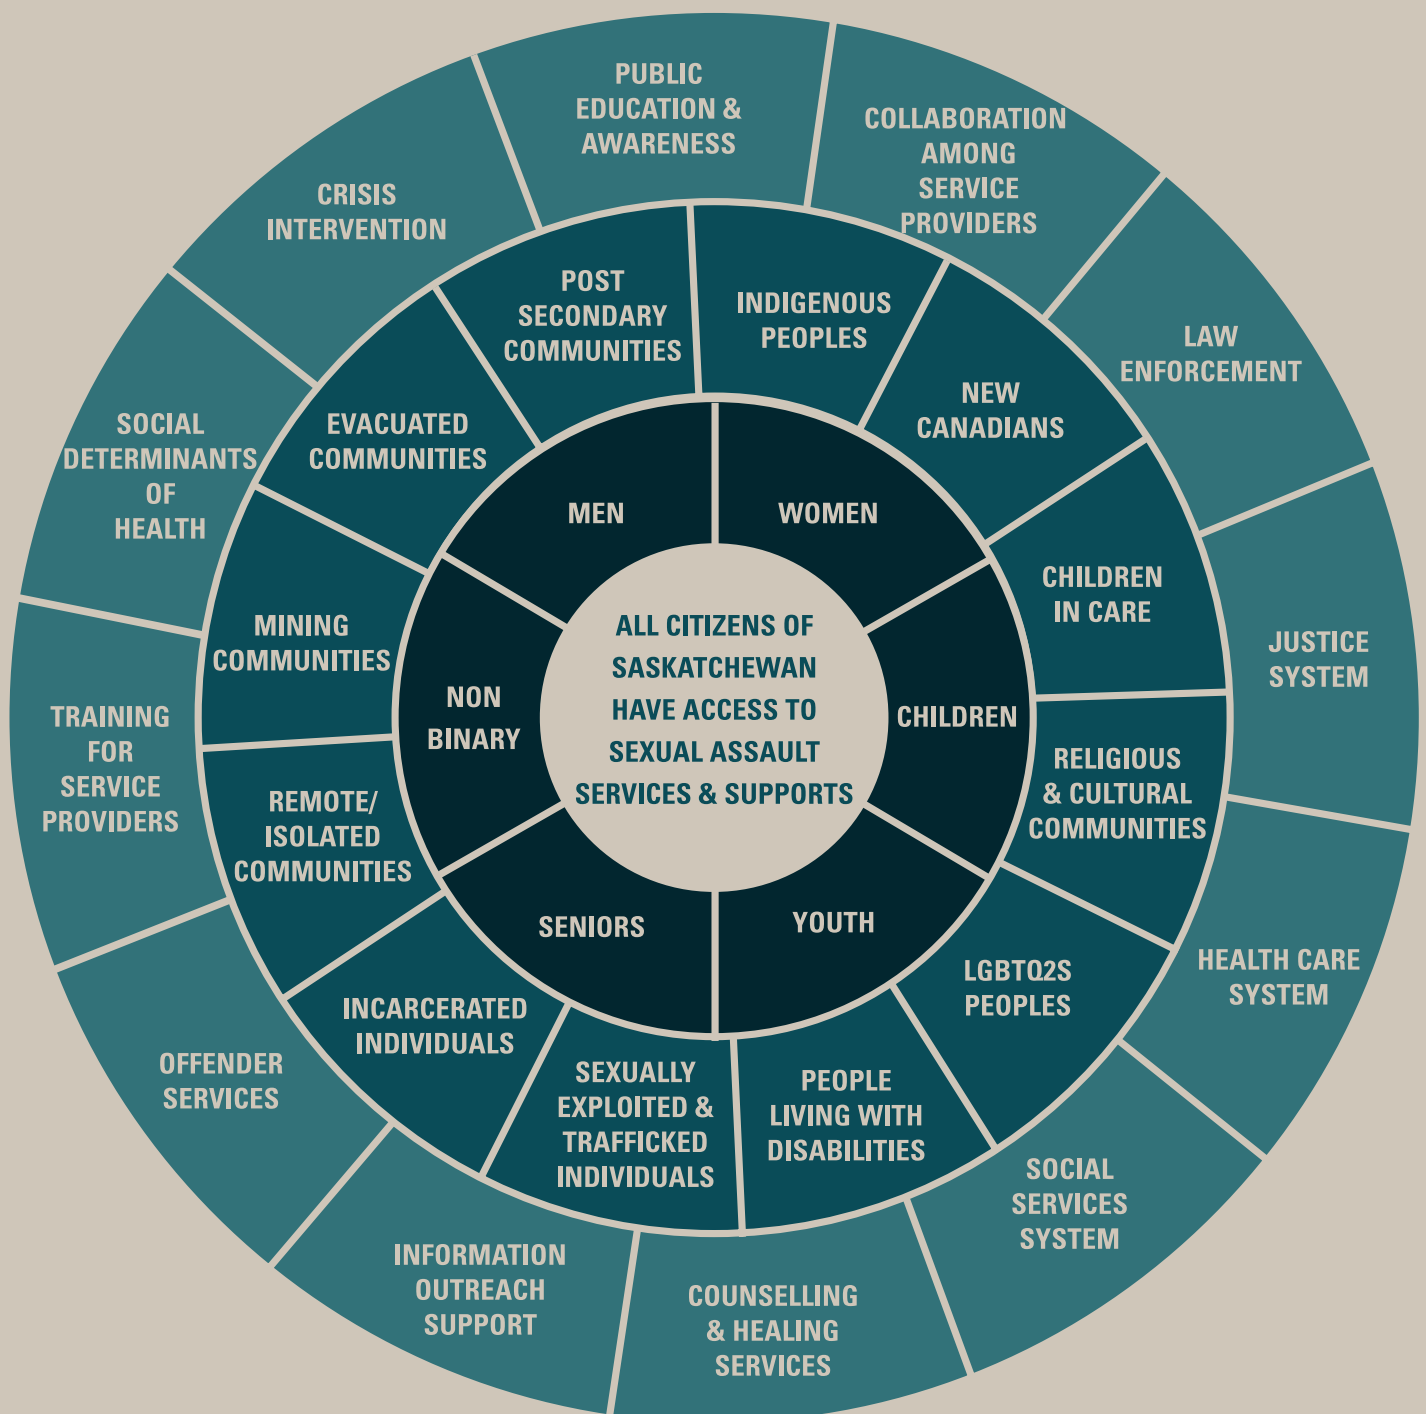 PUBLIC
EDUCATION &
AWARENESS
COLLABORATION
AMONG
SERVICE
PROVIDERS
LAW
ENFORCEMENT
JUSTICE
SYSTEM
HEALTH CARE
SYSTEM
SOCIAL
SERVICES
SYSTEM
COUNSELLING
& HEALING
SERVICES
INFORMATION
OUTREACH
SUPPORT
OFFENDER
SERVICES
TRAINING
FOR
SERVICE
PROVIDERS
SOCIAL
DETERMINANTS
OF
HEALTH
CRISIS
INTERVENTION
POST
SECONDARY
COMMUNITIES
INDIGENOUS
PEOPLES
NEW
CANADIANS
CHILDREN
IN CARE
RELIGIOUS
& CULTURAL
COMMUNITIES
LGBTQ2S
PEOPLES
PEOPLE
LIVING WITH
DISABILITIES
SEXUALLY
EXPLOITED &
TRAFFICKED
INDIVIDUALS
INCARCERATED
INDIVIDUALS
REMOTE/
ISOLATED
COMMUNITIES
MINING
COMMUNITIES
EVACUATED
COMMUNITIES
MEN
WOMEN
CHILDREN
YOUTH
SENIORS
NON
BINARY
ALL CITIZENS OF
SASKATCHEWAN
HAVE ACCESS TO
SEXUAL ASSAULT
SERVICES & SUPPORTS